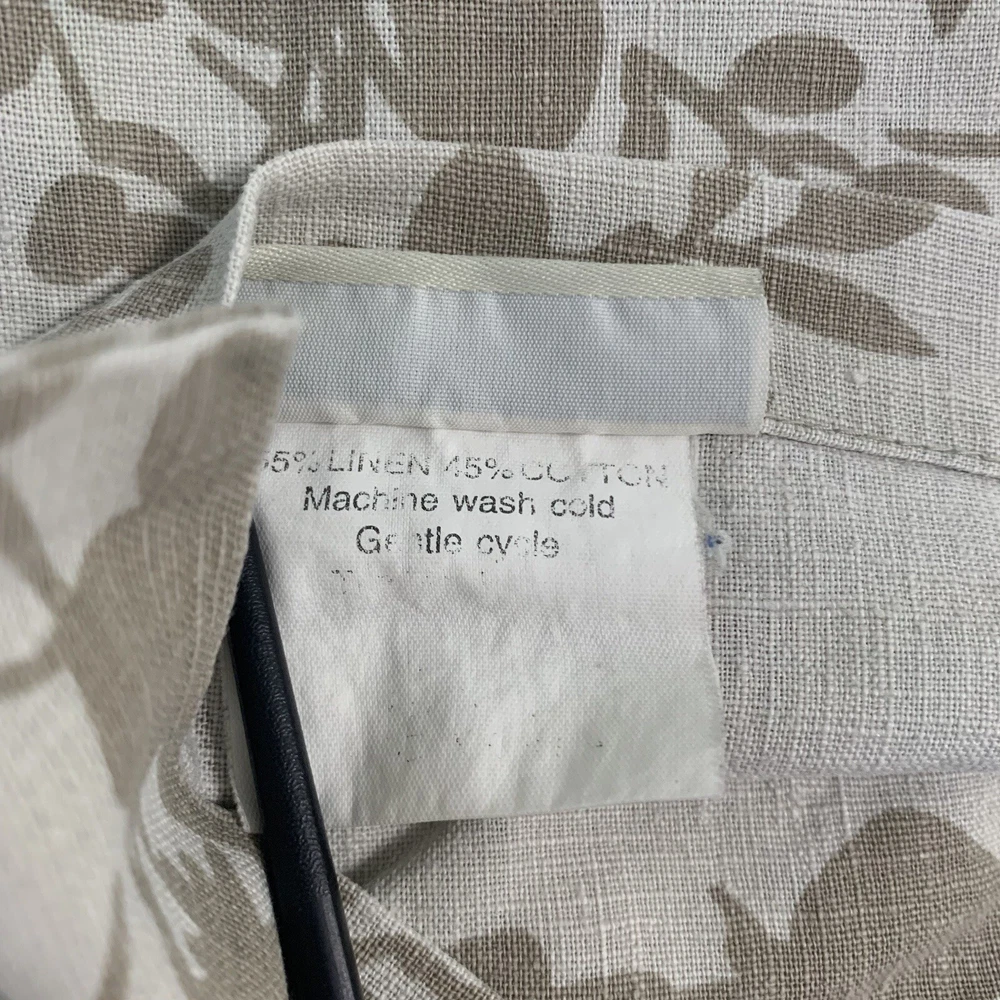 55% LINEN 45% COTTON
Machine wash cold
Gentle cycle